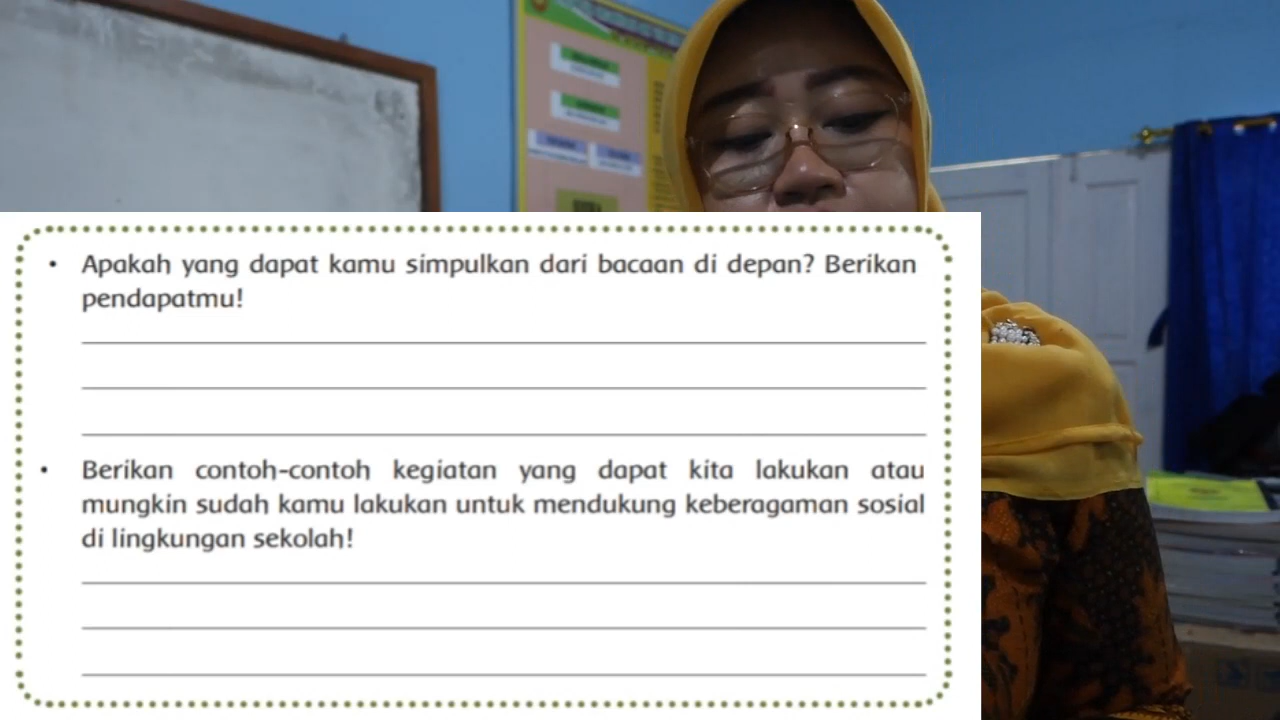 • Apakah yang dapat kamu simpulkan dari bacaan di depan? Berikan
pendapatmu!
• Berikan contoh-contoh kegiatan yang dapat kita lakukan atau
mungkin sudah kamu lakukan untuk mendukung keberagaman sosial
di lingkungan sekolah!